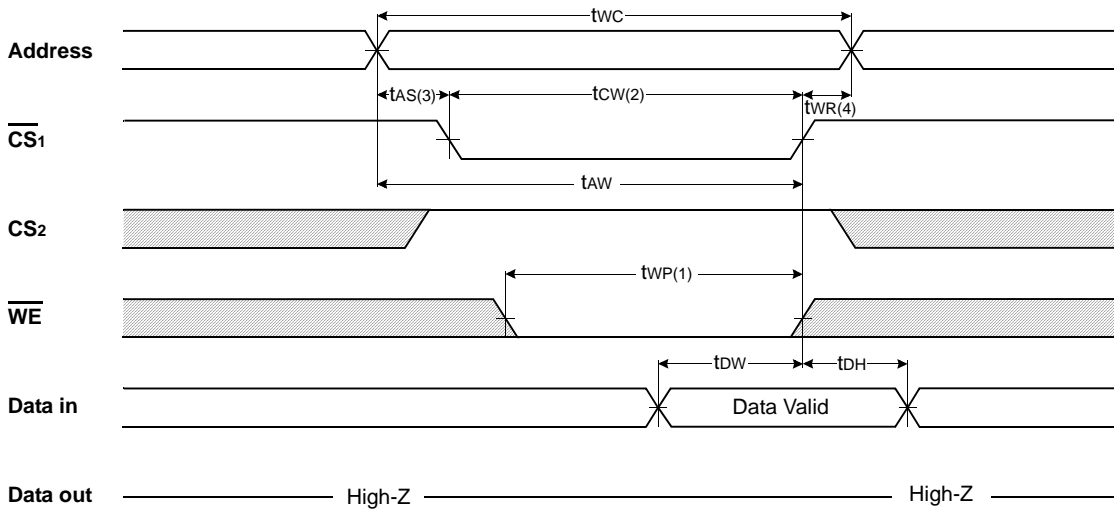 tWC
Address
tAS(3)
tCW(2)
tWR(4)
CS1
tAW
CS2
tWP(1)
WE
tDW
tDH
Data in
Data Valid
Data out
High-Z
High-Z